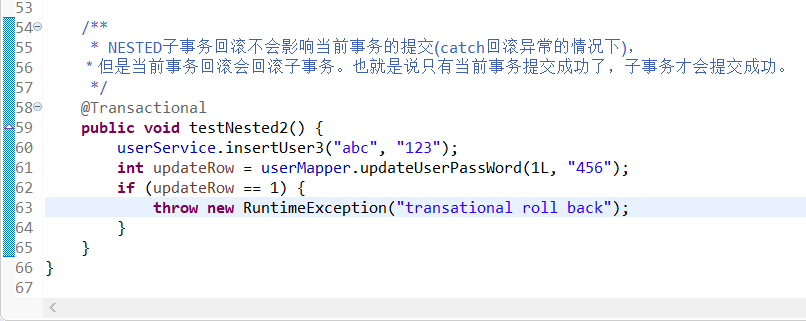 53
54 /**
55 * NESTED子事务回滚不会影响当前事务的提交(catch回滚异常的情况下)，
56 * 但是当前事务回滚会回滚子事务。也就是说只有当前事务提交成功了，子事务才会提交成功。
57 */
58 @Transactional
59 public void testNested2() {
60 userService.insertUser3("abc", "123");
61 int updateRow = userMapper.updateUserPassWord(1L, "456");
62 if (updateRow == 1) {
63 throw new RuntimeException("transational roll back");
64 }
65 }
66 }
67